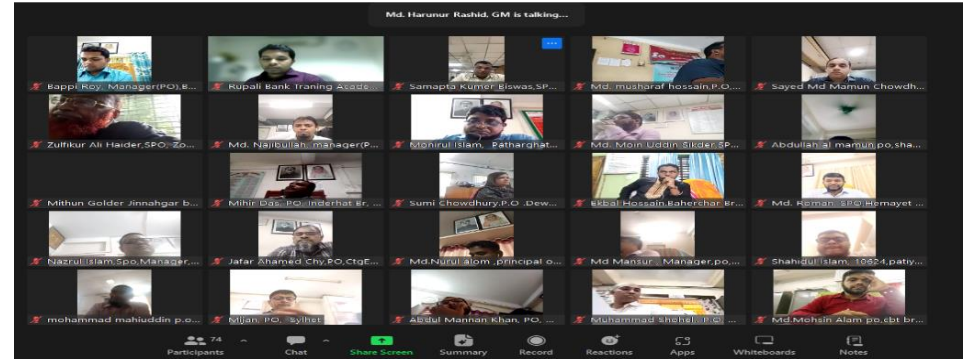 Md. Harunur Rashid, GM is talking...
Bappi Roy, Manager(PO),B...
Rupali Bank Traning Acade...
Samapta Kumer Biswas,SP...
Md. musharaf hossain.P.O,...
Sayed Md Mamun Chowdh...
Zulfikur Ali Haider,SPO, Zo...
Md. Najibullah, manager(P...
Monirul Islam, Patharghat...
Md. Moin Uddin Sikder,SP...
Abdullah al mamun,po,sha...
Mithun Golder Jinnahgar b...
Mihir Das, PO, Inderhat Br, ...
Sumi Chowdhury,P.O ,Dew...
Ekbal Hossain,Baherchar Br...
Md. Roman, SPO,Hemayet ...
Nazrul Islam,Spo,Manager,...
Jafar Ahamed Chy,PO,CtgE...
Md.Nurul alom ,principal o...
Md Mansur , Manager,po,...
Shahidul Islam, 10624,patiy...
mohammad mahiuddin p.o...
Mijan, PO, Sylhet
Abdul Mannan Khan, PO, ...
Muhammad Shohel, P.O, ...
Md.Mohsin Alam po,cbt br...
74
Participants
Chat
Share Screen
Summary
Record
Reactions
Apps
Whiteboards
Notes